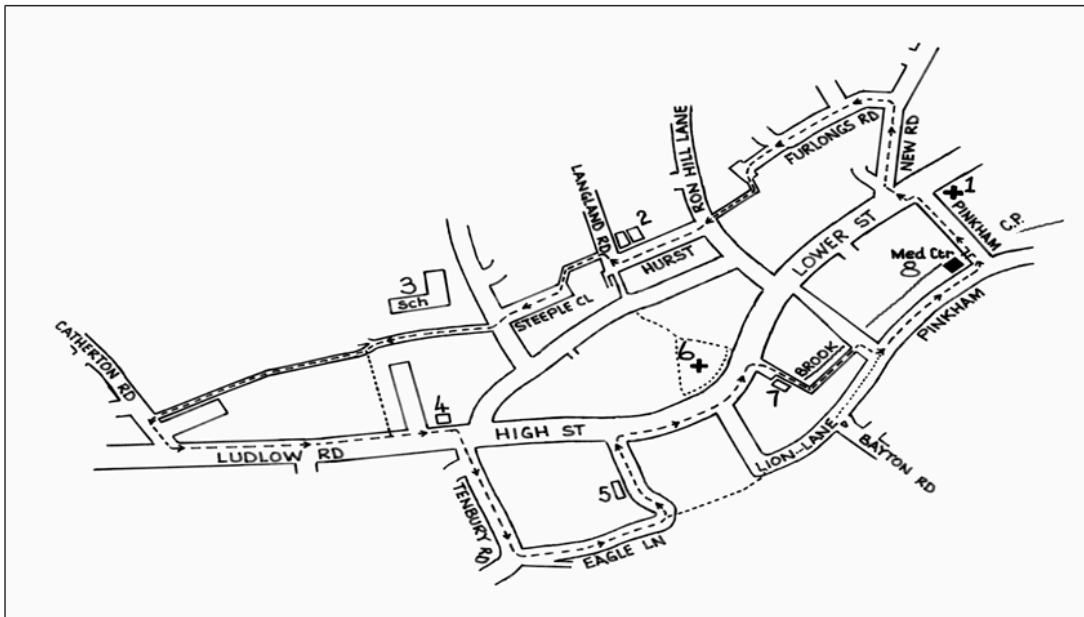 FURLONGS RD
NEW RD
RON HILL LANE
LANGLAND RD
1
PINKHAM
C.P.
2
HURST
LOWER ST
Med Ctr
3
Sch
STEEPLE CL
PINKHAM
CATHERTON RD
6
BROOK
7
4
HIGH ST
LUDLOW RD
LION LANE
BAYTON RD
5
TENBURY RD
EAGLE LN